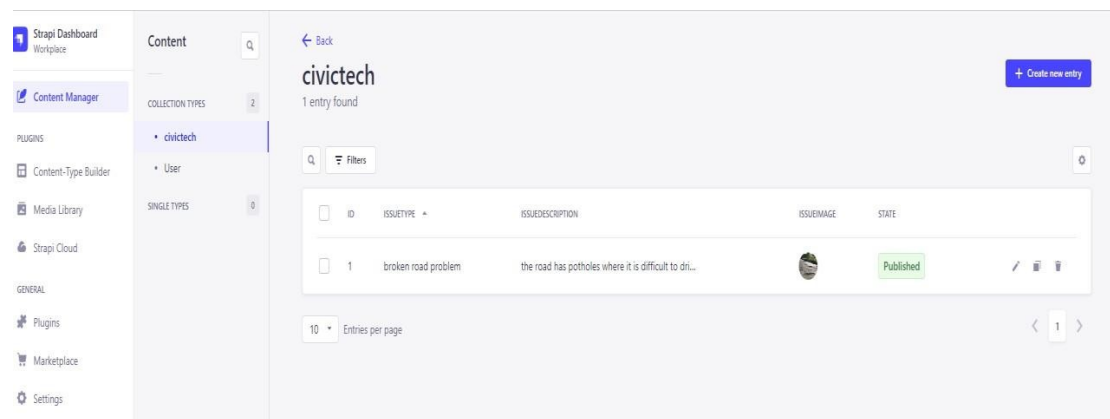 Strapi Dashboard
Workplace
Content Manager
PLUGINS
Content-Type Builder
Media Library
Strapi Cloud
GENERAL
Plugins
Marketplace
Settings
Content
COLLECTION TYPES 2
civictech
User
SINGLE TYPES 0
Back
civictech
1 entry found
Create new entry
Filters
ID ISSUETYPE ISSUEDESCRIPTION ISSUEIMAGE STATE
1 broken road problem the road has potholes where it is difficult to dri... Published
10 Entries per page
1